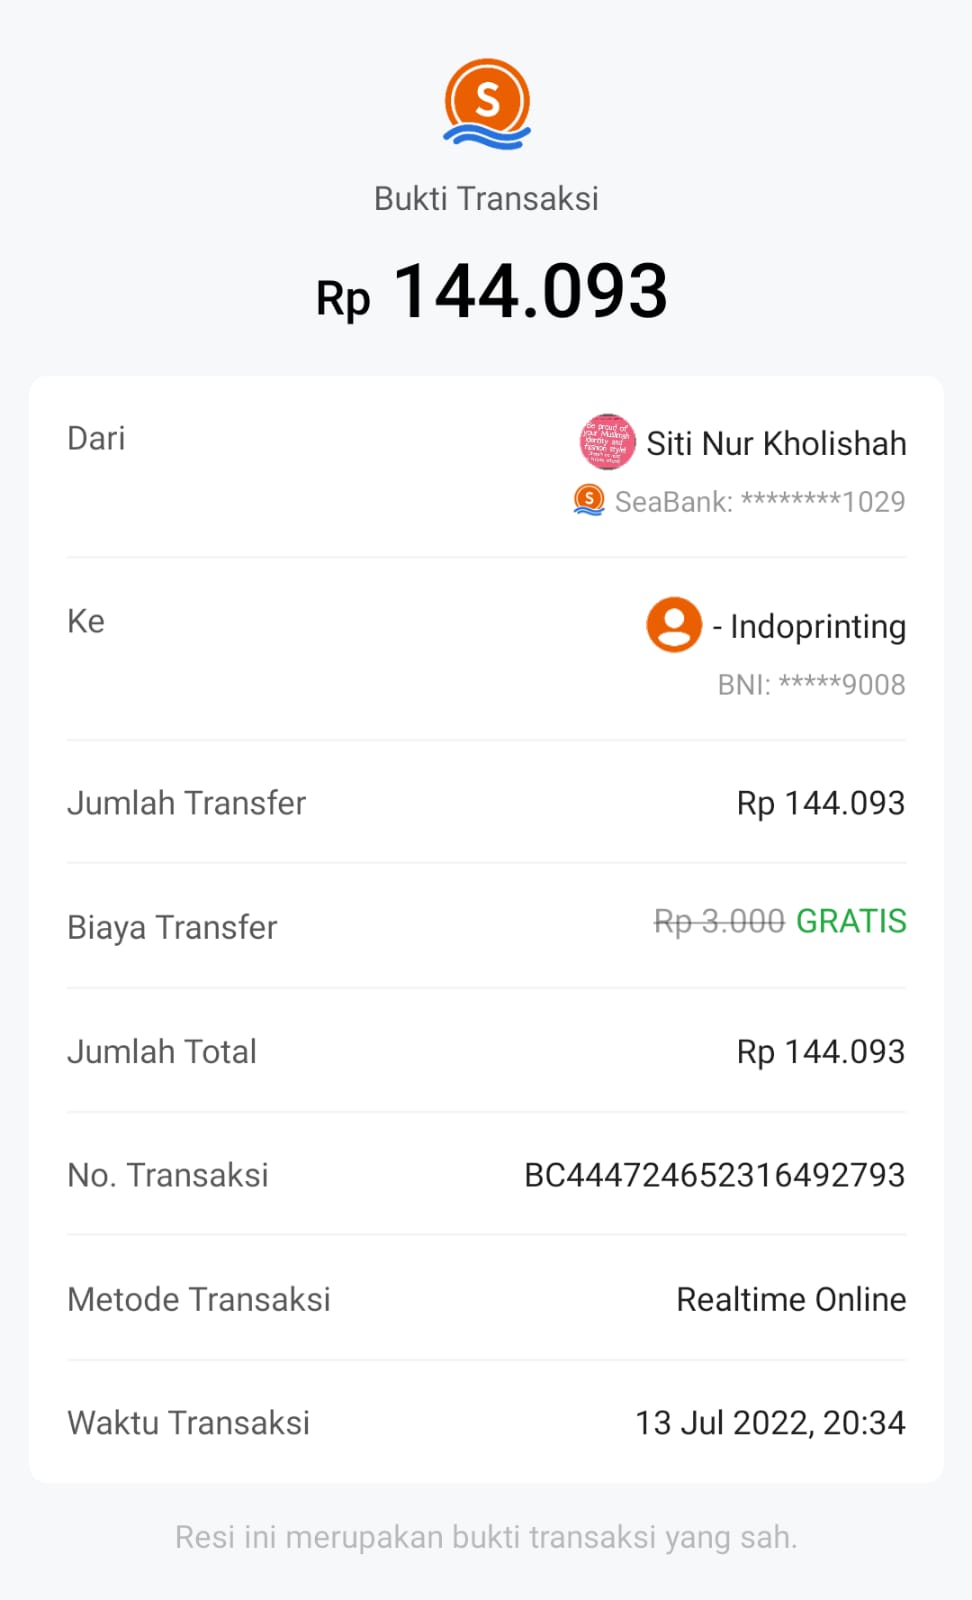 S
Bukti Transaksi
Rp 144.093
Dari
Siti Nur Kholishah
S SeaBank: ********1029
Ke
- Indoprinting
BNI: *****9008
Jumlah Transfer
Rp 144.093
Biaya Transfer
Rp 3.000 GRATIS
Jumlah Total
Rp 144.093
No. Transaksi
BC444724652316492793
Metode Transaksi
Realtime Online
Waktu Transaksi
13 Jul 2022, 20:34
Resi ini merupakan bukti transaksi yang sah.